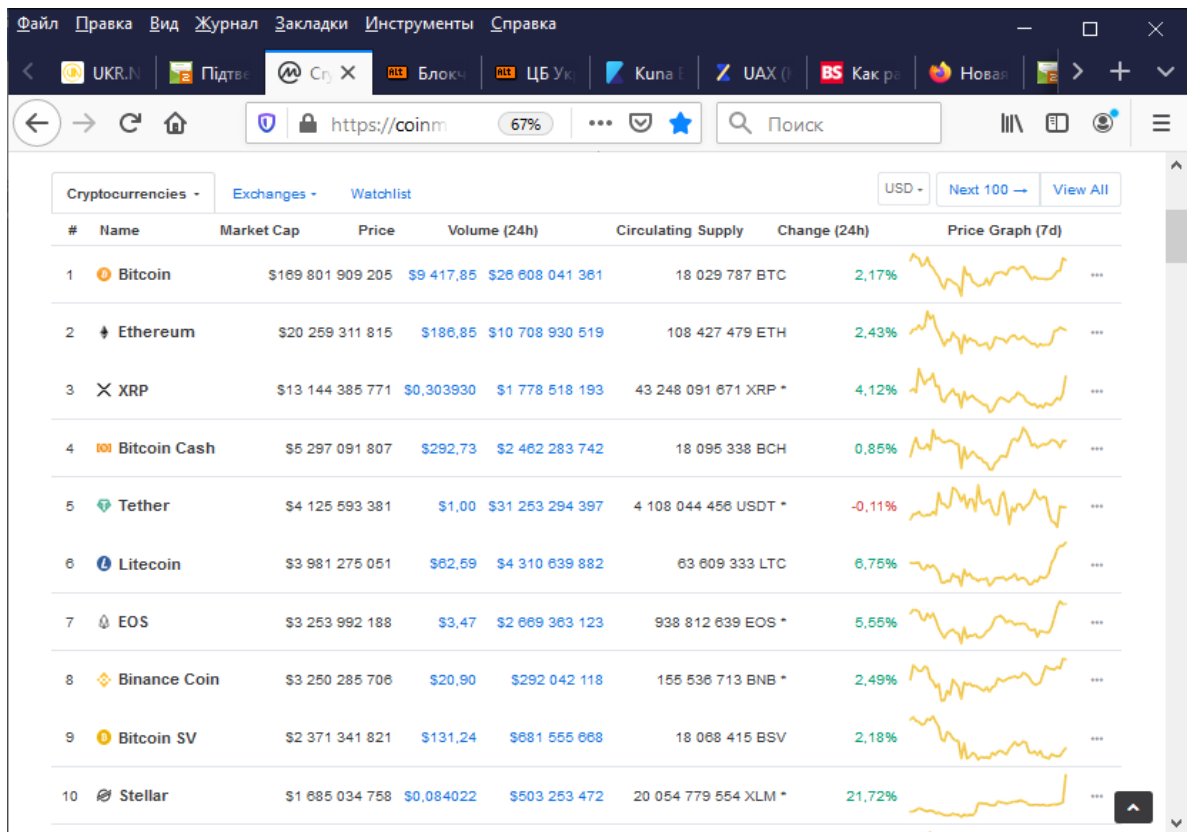 Файл Правка Вид Журнал Закладки Инструменты Справка
UKR.N Підтве Cry Блокч ЦБ Укр Kuna E UAX (І BS Как ра Новая
https://coinm 67% Поиск
Cryptocurrencies Exchanges Watchlist USD Next 100 → View All
# Name Market Cap Price Volume (24h) Circulating Supply Change (24h) Price Graph (7d)
1 Bitcoin $169 801 909 205 $9 417,85 $26 608 041 361 18 029 787 BTC 2,17%
2 Ethereum $20 259 311 815 $186,85 $10 708 930 519 108 427 479 ETH 2,43%
3 XRP $13 144 385 771 $0,303930 $1 778 518 193 43 248 091 671 XRP * 4,12%
4 Bitcoin Cash $5 297 091 807 $292,73 $2 462 283 742 18 095 338 BCH 0,85%
5 Tether $4 125 593 381 $1,00 $31 253 294 397 4 108 044 456 USDT * -0,11%
6 Litecoin $3 981 275 051 $62,59 $4 310 639 882 63 609 333 LTC 6,75%
7 EOS $3 253 992 188 $3,47 $2 669 363 123 938 812 639 EOS * 5,55%
8 Binance Coin $3 250 285 706 $20,90 $292 042 118 155 536 713 BNB * 2,49%
9 Bitcoin SV $2 371 341 821 $131,24 $681 555 668 18 068 415 BSV 2,18%
10 Stellar $1 685 034 758 $0,084022 $503 253 472 20 054 779 554 XLM * 21,72%